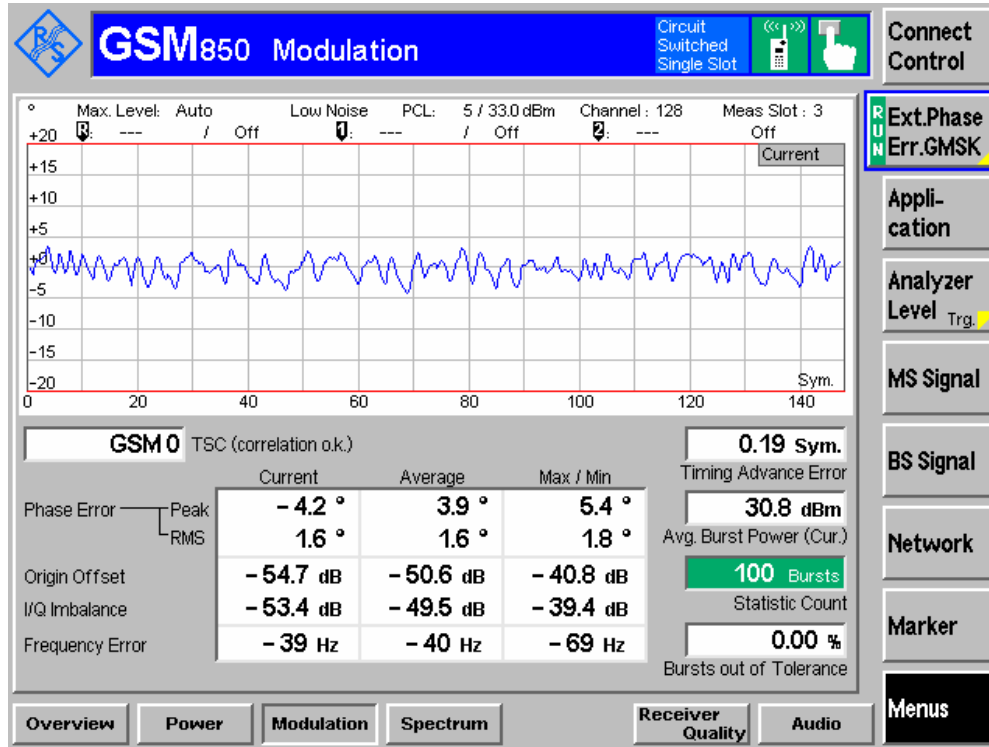 R&S
GSM850 Modulation
Circuit
Switched
Single Slot
Connect
Control
° Max. Level: Auto Low Noise PCL: 5 / 33.0 dBm Channel : 128 Meas Slot : 3
R: --- / Off 1: --- / Off 2: --- Off
Current
+20
+15
+10
+5
+0
-5
-10
-15
-20
Sym.
0 20 40 60 80 100 120 140
RUN
Ext.Phase
Err.GMSK
Appli-
cation
Analyzer
Level Trg.
MS Signal
BS Signal
Network
Marker
Menus
GSM 0 TSC (correlation o.k.)
Current Average Max / Min
Phase Error Peak - 4.2 ° 3.9 ° 5.4 °
RMS 1.6 ° 1.6 ° 1.8 °
Origin Offset - 54.7 dB - 50.6 dB - 40.8 dB
I/Q Imbalance - 53.4 dB - 49.5 dB - 39.4 dB
Frequency Error - 39 Hz - 40 Hz - 69 Hz
0.19 Sym.
Timing Advance Error
30.8 dBm
Avg. Burst Power (Cur.)
100 Bursts
Statistic Count
0.00 %
Bursts out of Tolerance
Overview Power Modulation Spectrum
Receiver
Quality
Audio